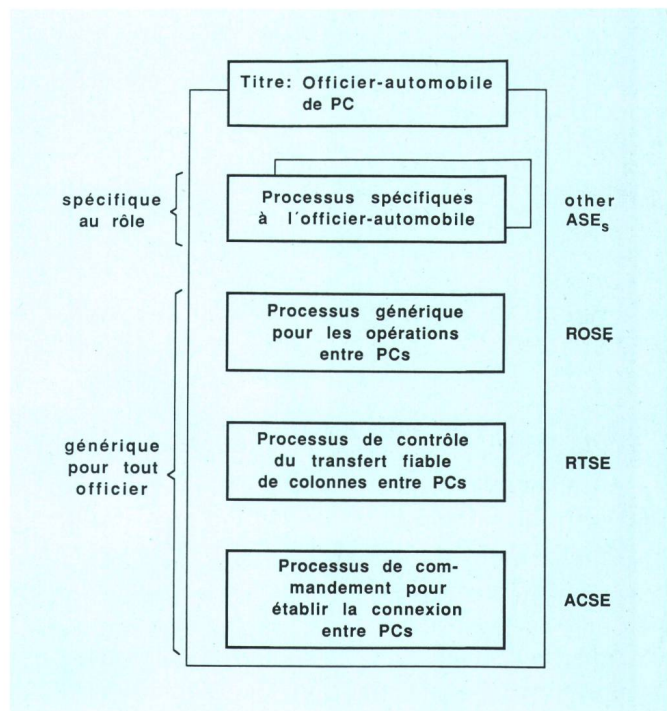 Titre: Officier-automobile
de PC
spécifique
au rôle
Processus spécifiques
à l´officier-automobile
other
ASEs
Processus générique
pour les opérations
entre PCs
ROSE
générique
pour tout
officier
Processus de contrôle
du transfert fiable
de colonnes entre PCs
RTSE
Processus de com-
mandement pour
établir la connexion
entre PCs
ACSE